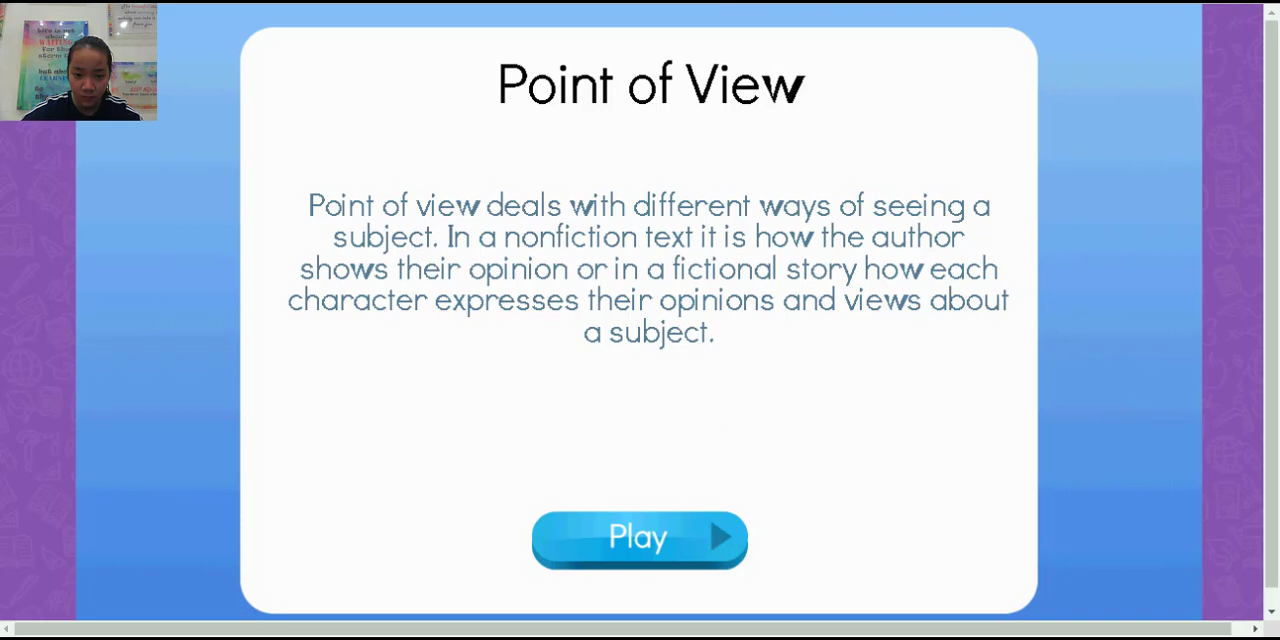 WAITING
Point of View
Point of view deals with different ways of seeing a
subject. In a nonfiction text it is how the author
shows their opinion or in a fictional story how each
character expresses their opinions and views about
a subject.
Play